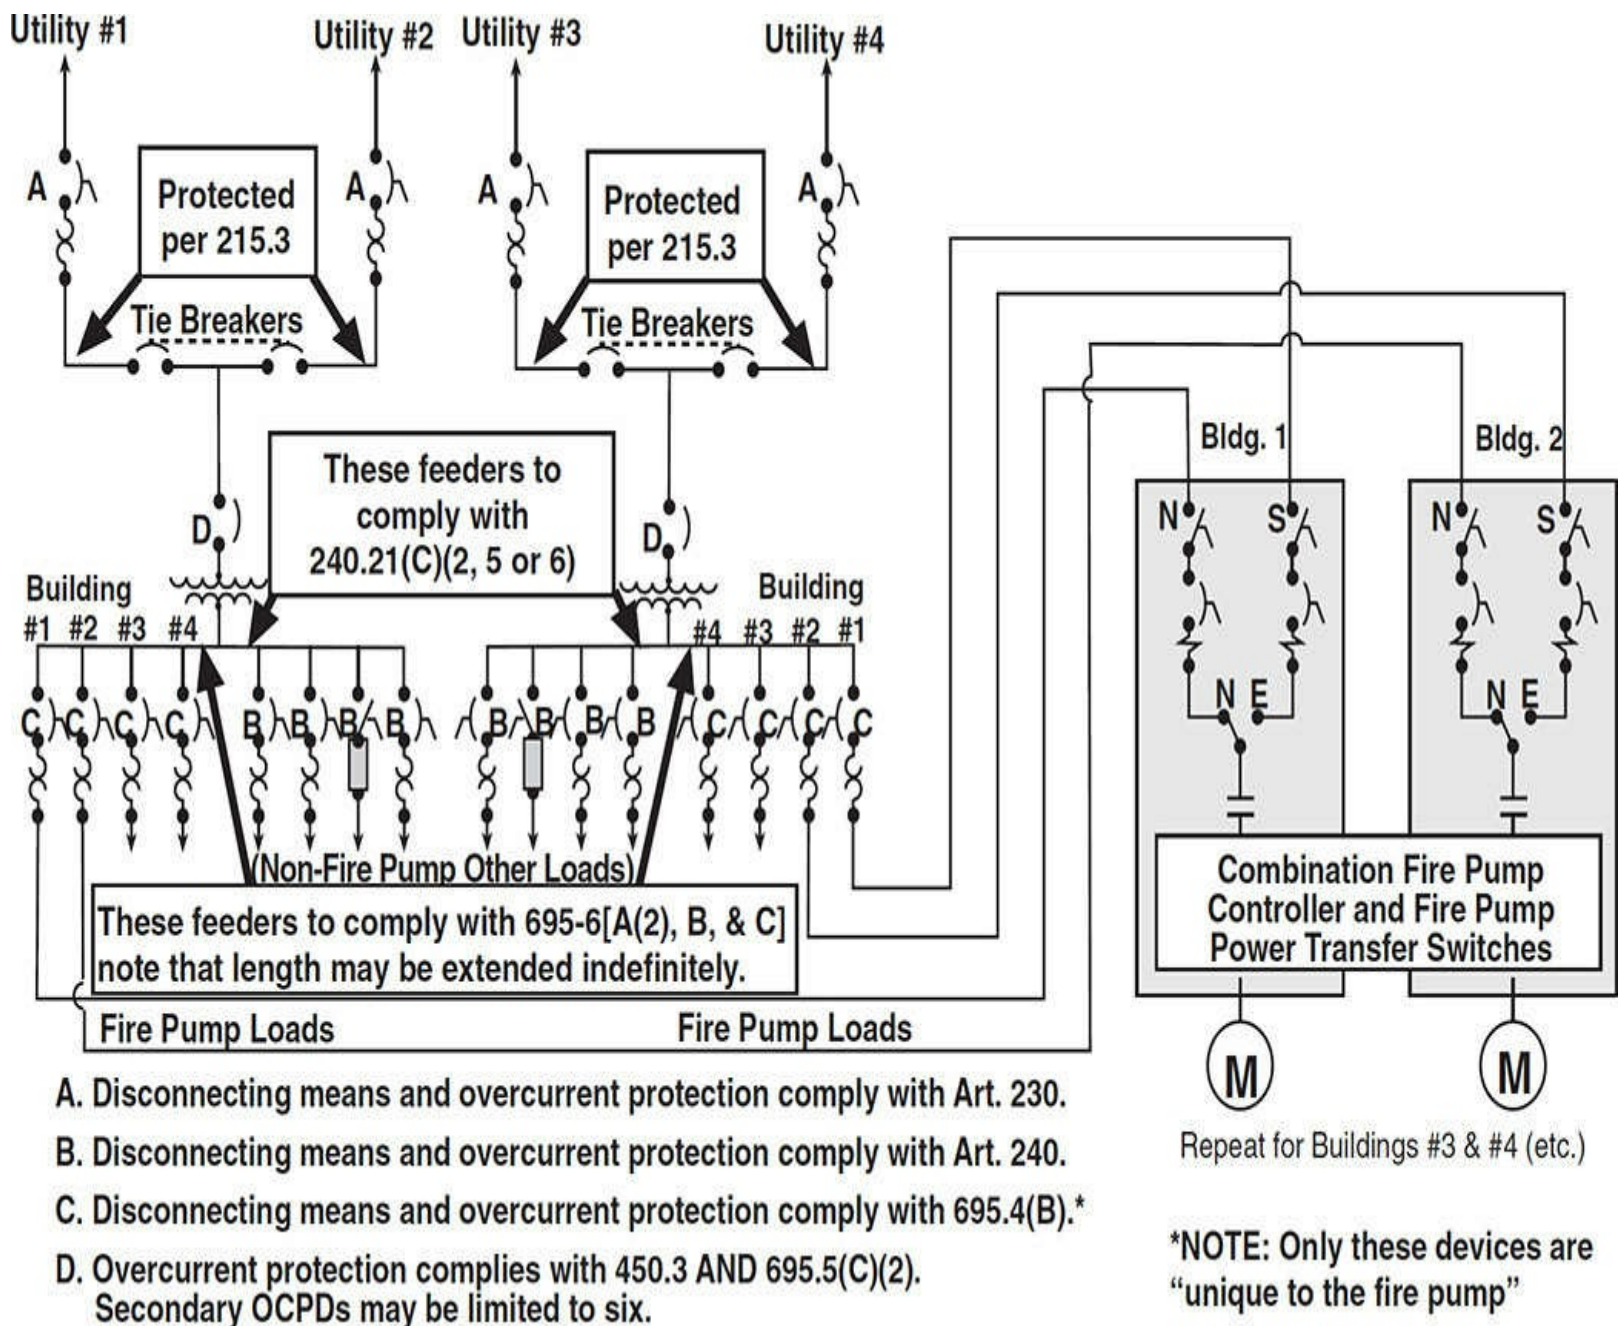 Utility #1
Utility #2
Utility #3
Utility #4
A
Protected
per 215.3
A
A
Protected
per 215.3
A
Tie Breakers
Tie Breakers
Bldg. 1
Bldg. 2
These feeders to
comply with
240.21(C)(2, 5 or 6)
D
D
N
S
N
S
Building
#1 #2 #3 #4
Building
#4 #3 #2 #1
C C C C B B B B
B B B B C C C C
N E
N E
(Non-Fire Pump Other Loads)
These feeders to comply with 695-6[A(2), B, & C]
note that length may be extended indefinitely.
Combination Fire Pump
Controller and Fire Pump
Power Transfer Switches
Fire Pump Loads
Fire Pump Loads
M
M
A. Disconnecting means and overcurrent protection comply with Art. 230.
B. Disconnecting means and overcurrent protection comply Art. 240.
C. Disconnecting means and overcurrent protection comply with 695.4(B).*
D. Overcurrent protection complies with 450.3 AND 695.5(C)(2).
Secondary OCPDs may be limited to six.
Repeat for Buildings #3 & #4 (etc.)
*NOTE: Only these devices are
“unique to the fire pump”